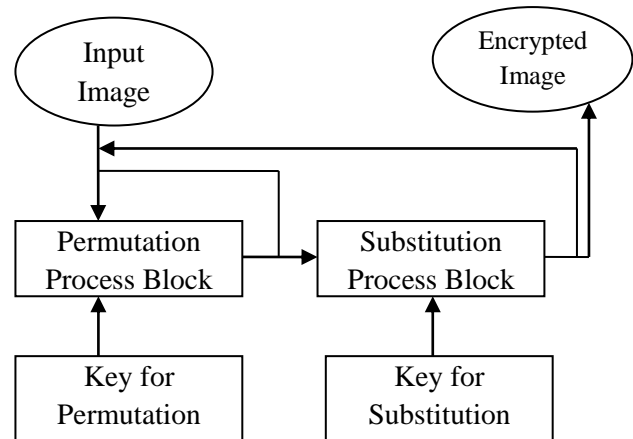 Input
Image
Encrypted
Image
Permutation
Process Block
Substitution
Process Block
Key for
Permutation
Key for
Substitution